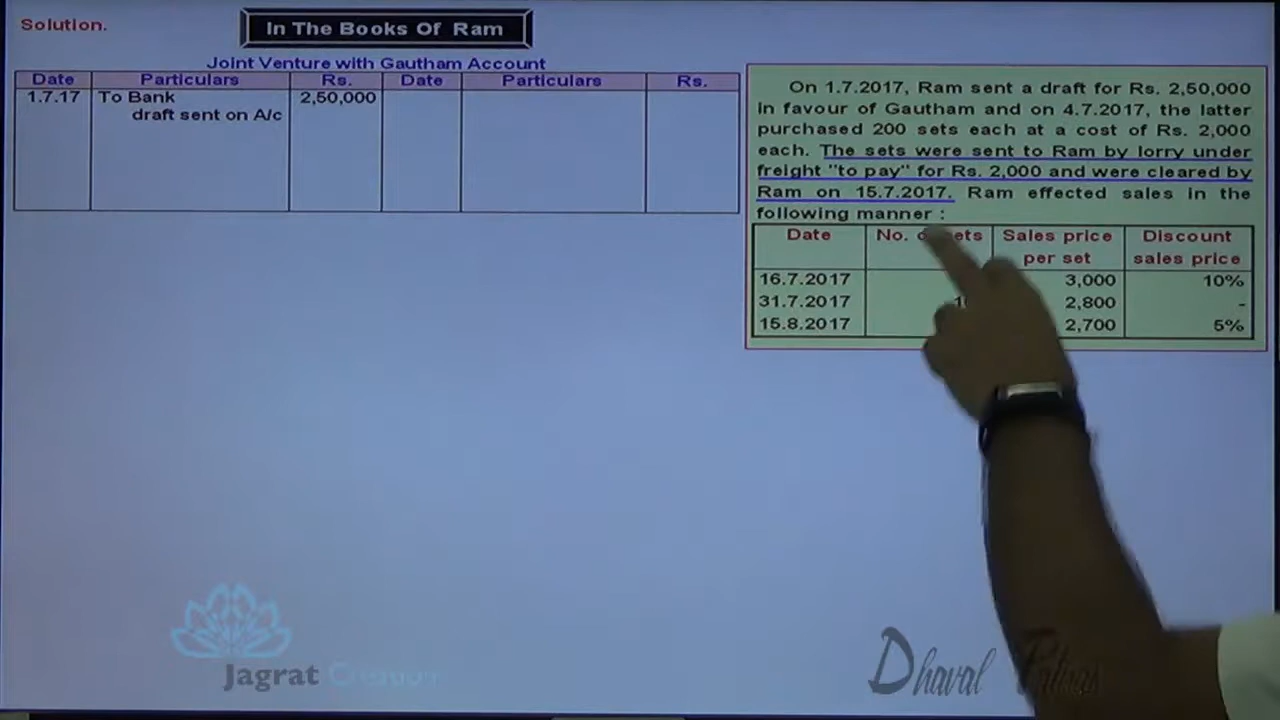 Solution.
In The Books Of Ram
Joint Venture with Gautham Account
Date Particulars Rs. Date Particulars Rs.
1.7.17 To Bank 2,50,000
draft sent on A/c
On 1.7.2017, Ram sent a draft for Rs. 2,50,000
in favour of Gautham and on 4.7.2017, the latter
purchased 200 sets each at a cost of Rs. 2,000
each. The sets were sent to Ram by lorry under
freight "to pay" for Rs. 2,000 and were cleared by
Ram on 15.7.2017. Ram effected sales in the
following manner :
Date No. Sales price Discount
per set sales price
16.7.2017 3,000 10%
31.7.2017 2,800 -
15.8.2017 2,700 5%
Jagrat Creation
Dhaval